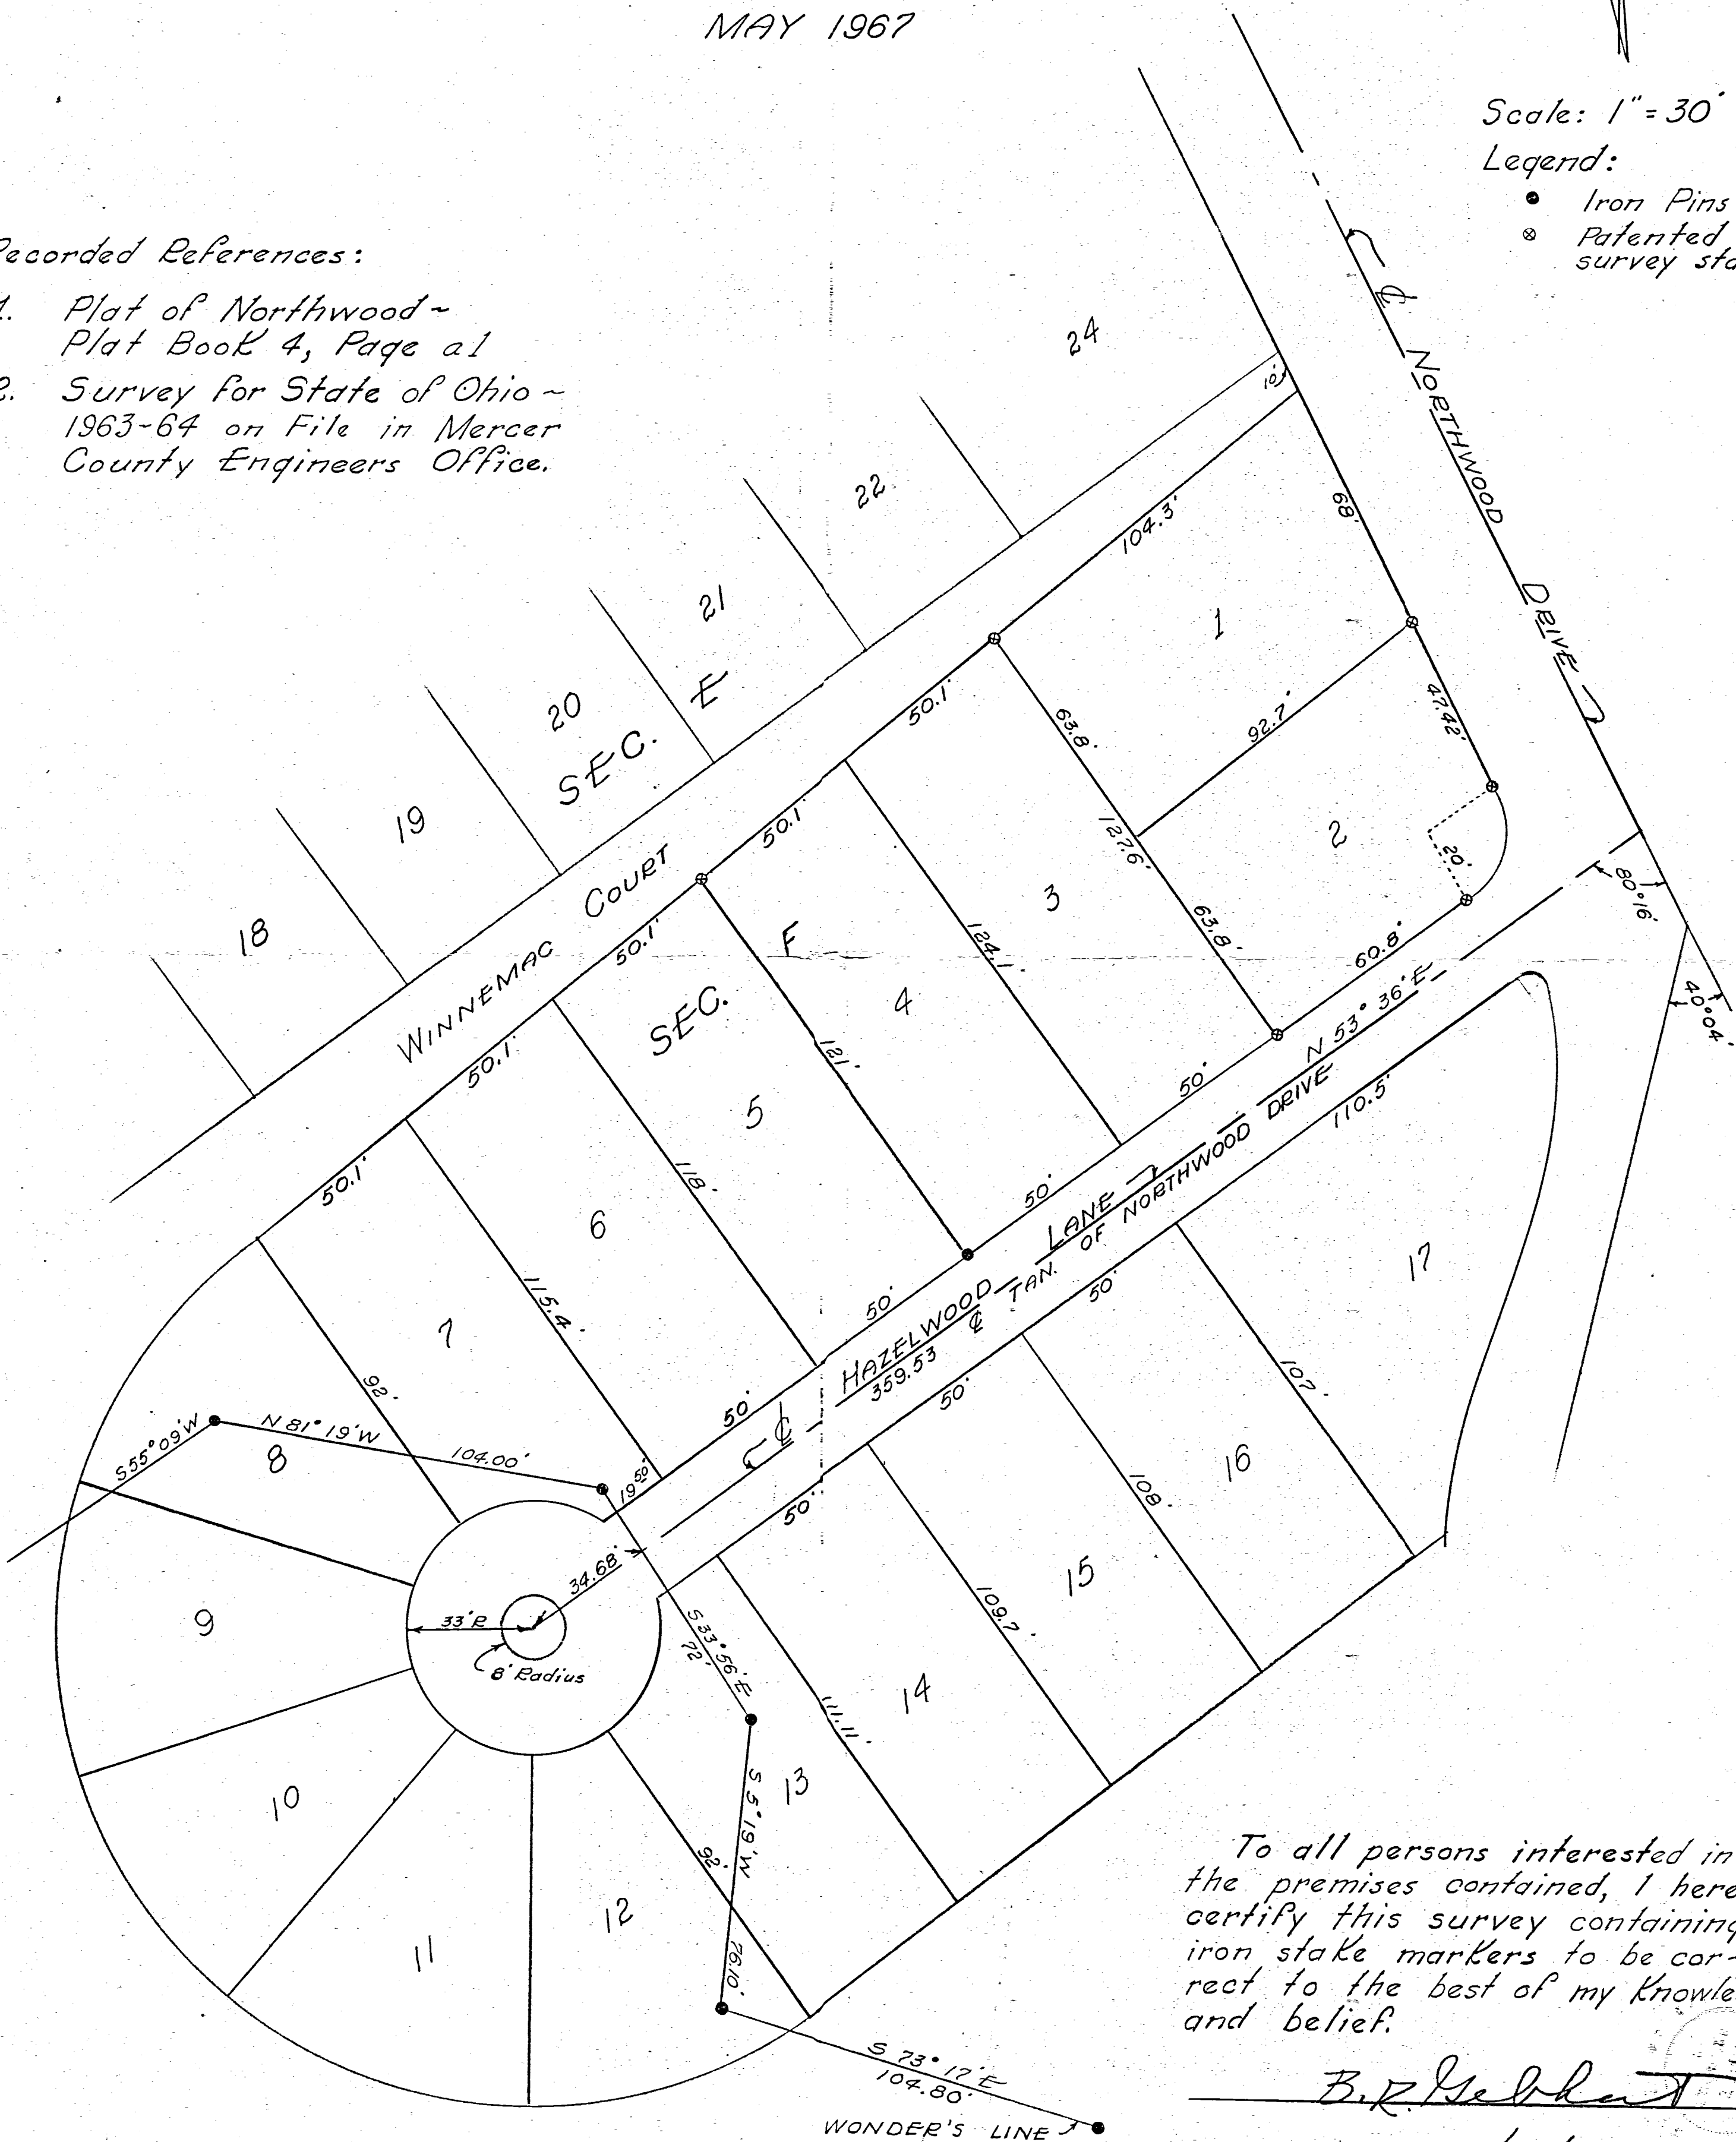 MAY 1967
Scale: 1" = 30'
Legend:
Iron Pins
Patented
survey sta
Recorded References:
1. Plat of Northwood ~
Plat Book 4, Page a1
2. Survey for State of Ohio ~
1963-64 on File in Mercer
County Engineers Office.
24
22
21
20
19
18
SEC. E
10'
104.3'
68'
NORTHWOOD DRIVE
℄
1
50.1'
63.8'
92.7'
47.42'
127.6'
2
20'
80°16'
40°04'
50.1'
3
63.8'
60.8'
WINNEMAC COURT
50.1'
SEC. F
4
124.1'
50'
N 53° 36' E
50.1'
5
121'
50'
HAZELWOOD LANE
359.53 ℄ TAN. OF NORTHWOOD DRIVE
110.5'
50.1'
6
118'
50'
50'
17
7
115.4'
50'
℄
50'
107'
92'
S55°09'W
N 81° 19' W
104.00'
8
19.50'
50'
16
108'
34.68'
33' R
8' Radius
9
S 33° 56' E
72'
15
109.7'
14
111.11'
10
13
S 5° 19' W
76.10'
92'
12
11
S 73° 17' E
104.80'
WONDER'S LINE
To all persons interested in
the premises contained, I here
certify this survey containing
iron stake markers to be cor-
rect to the best of my knowle
and belief.
B.R. Gebhart